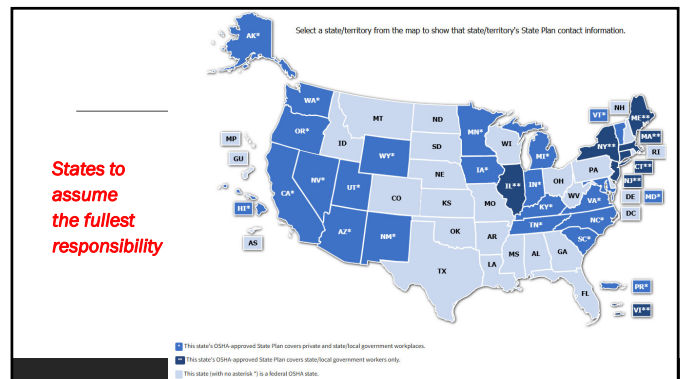 Select a state/territory from the map to show that state/territory's State Plan contact information.
AK*
WA*
MT
ND
MN*
VT*
NH
ME**
OR*
ID
SD
WI
MI*
NY**
MA**
RI
MP
GU
WY*
NE
IA*
IL**
IN*
OH
PA
CT**
NJ**
States to
assume
the fullest
responsibility
CA*
NV*
UT*
CO
KS
MO
KY*
WV
VA*
DE
MD*
DC
HI*
AZ*
NM*
OK
AR
TN*
NC*
SC*
AS
TX
LA
MS
AL
GA
FL
PR*
VI**
* This state's OSHA-approved State Plan covers private and state/local government workplaces.
** This state's OSHA-approved State Plan covers state/local government workers only.
This state (with no asterisk *) is a federal OSHA state.